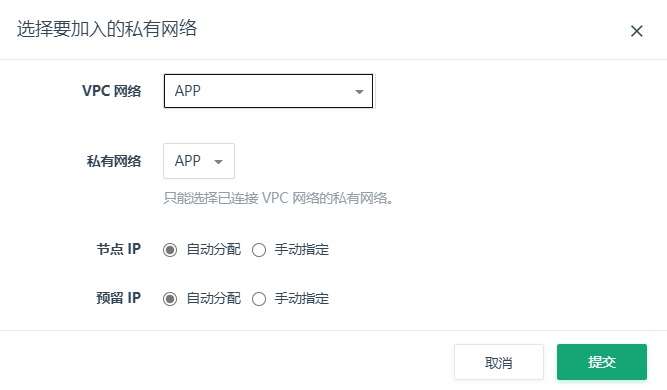 选择要加入的私有网络
VPC 网络 APP
私有网络 APP
只能选择已连接 VPC 网络的私有网络。
节点 IP 自动分配 手动指定
预留 IP 自动分配 手动指定
取消 提交